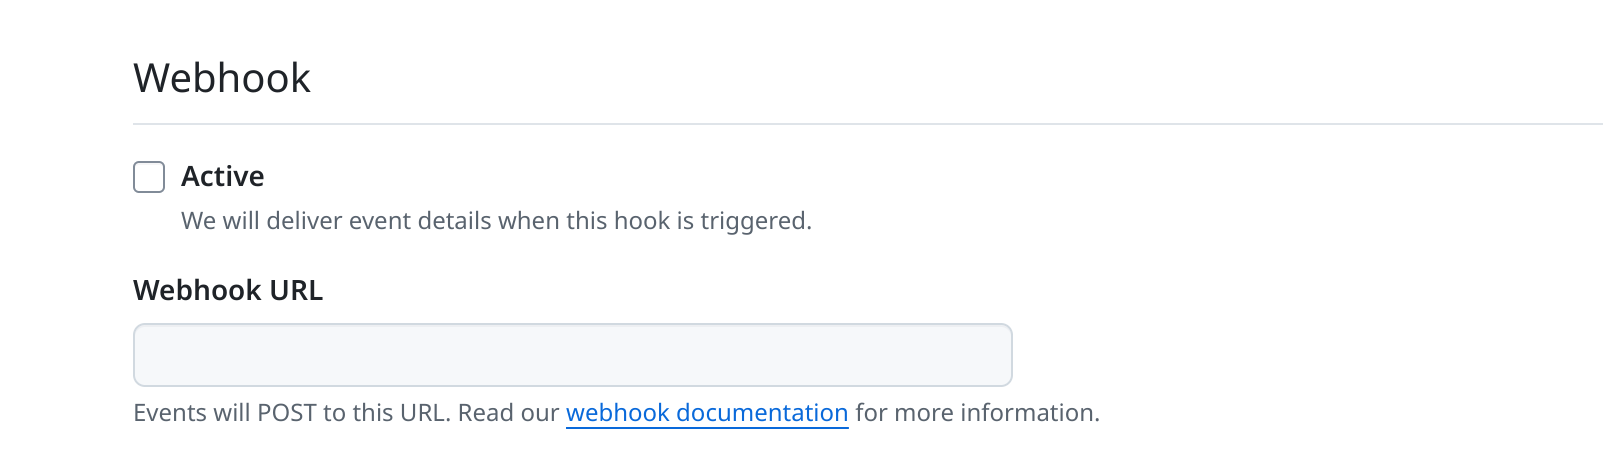 Webhook
Active
We will deliver event details when this hook is triggered.
Webhook URL
Events will POST to this URL. Read our webhook documentation for more information.